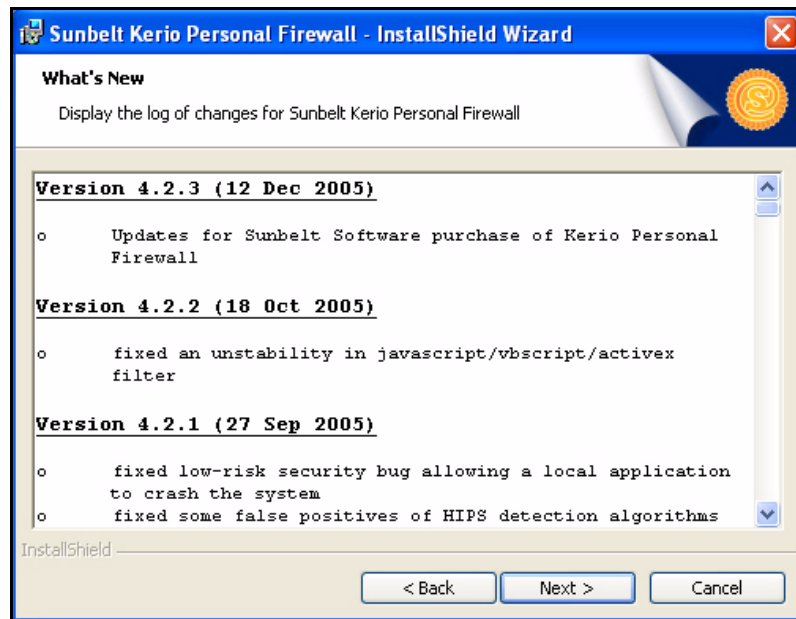 Sunbelt Kerio Personal Firewall - InstallShield Wizard
What's New
Display the log of changes for Sunbelt Kerio Personal Firewall
S
Version 4.2.3 (12 Dec 2005)
o Updates for Sunbelt Software purchase of Kerio Personal
Firewall
Version 4.2.2 (18 Oct 2005)
o fixed an unstability in javascript/vbscript/activex
filter
Version 4.2.1 (27 Sep 2005)
o fixed low-risk security bug allowing a local application
to crash the system
o fixed some false positives of HIPS detection algorithms
InstallShield
< Back Next > Cancel